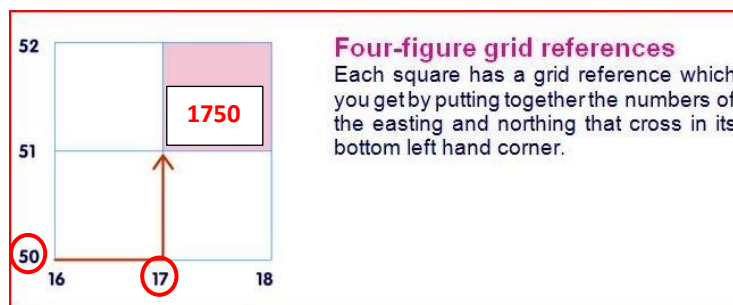 52
Four-figure grid references
Each square has a grid reference which
you get by putting together the numbers of
the easting and northing that cross in its
bottom left hand corner.
1750
51
50
16 17 18